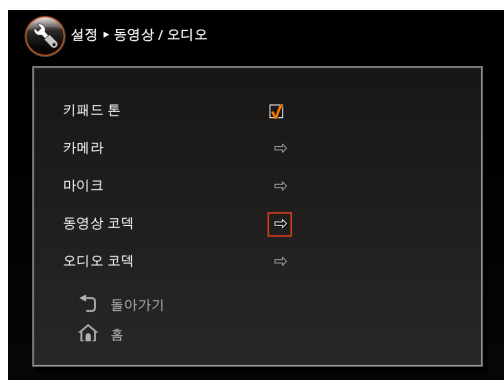 설정 ▸ 동영상 / 오디오
키패드 톤
카메라 ⇨
마이크 ⇨
동영상 코덱 ⇨
오디오 코덱 ⇨
돌아가기
홈